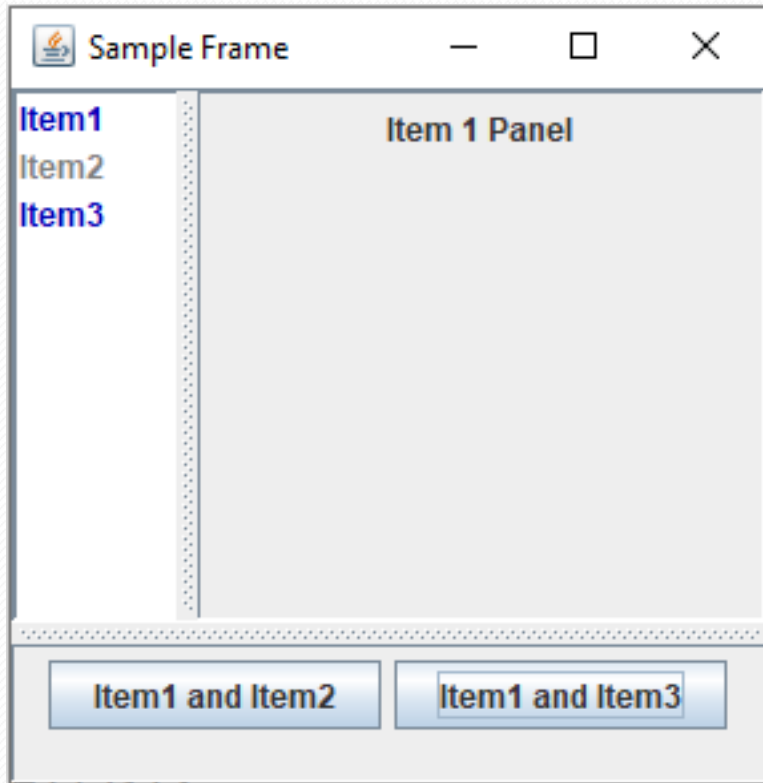 Sample Frame
Item1
Item2
Item3
Item 1 Panel
Item1 and Item2
Item1 and Item3